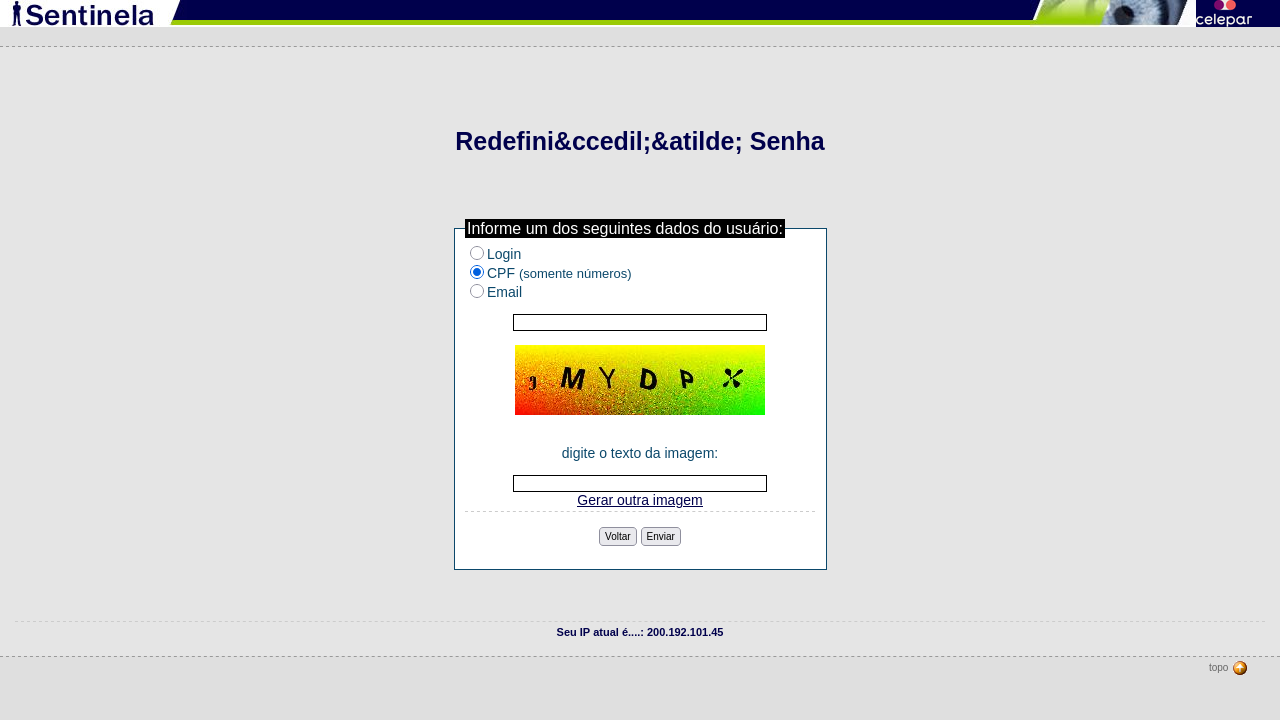 Sentinela
celepar
Redefini&ccedil;&atilde; Senha
Informe um dos seguintes dados do usuário:
Login
CPF (somente números)
Email
M Y D P X
digite o texto da imagem:
Gerar outra imagem
Voltar Enviar
Seu IP atual é....: 200.192.101.45
topo